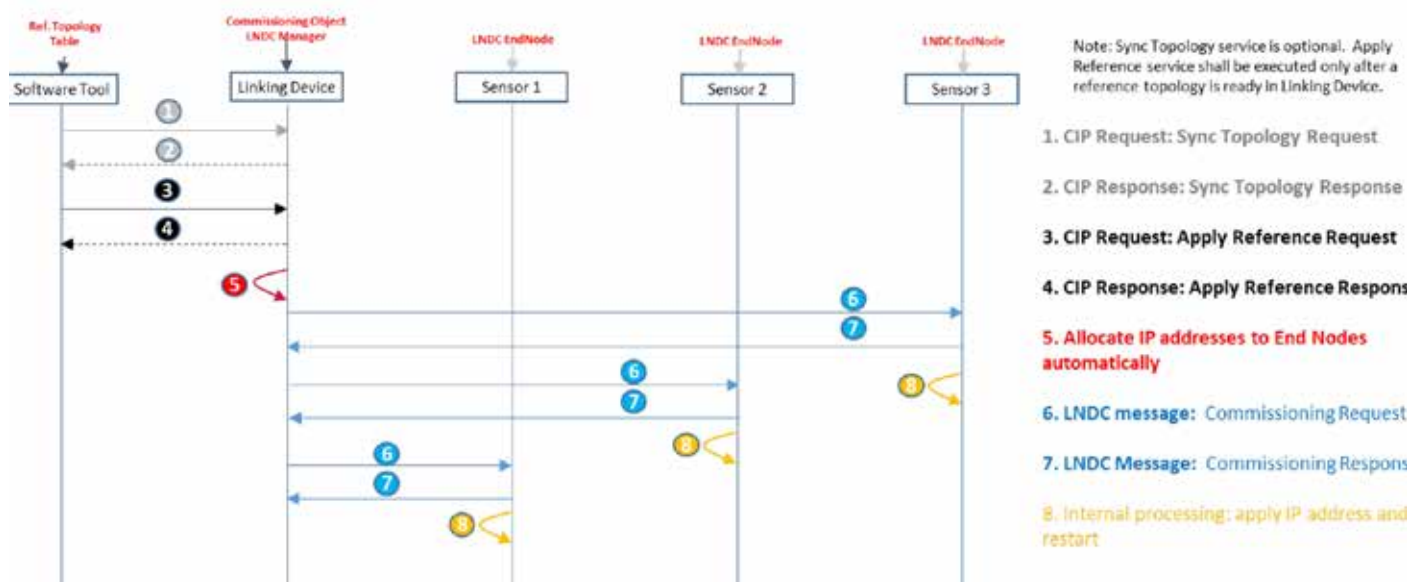 Ref. Topology
Table
Commissioning Object
LNDC Manager
LNDC EndNode
LNDC EndNode
LNDC EndNode
Software Tool
Linking Device
Sensor 1
Sensor 2
Sensor 3
Note: Sync Topology service is optional. Apply
Reference service shall be executed only after a
reference topology is ready in Linking Device.
1
2
3
4
5
6
7
8
6
7
8
6
7
8
1. CIP Request: Sync Topology Request
2. CIP Response: Sync Topology Response
3. CIP Request: Apply Reference Request
4. CIP Response: Apply Reference Respons
5. Allocate IP addresses to End Nodes
automatically
6. LNDC message: Commissioning Request
7. LNDC Message: Commissioning Respons
8. Internal processing: apply IP address and
restart